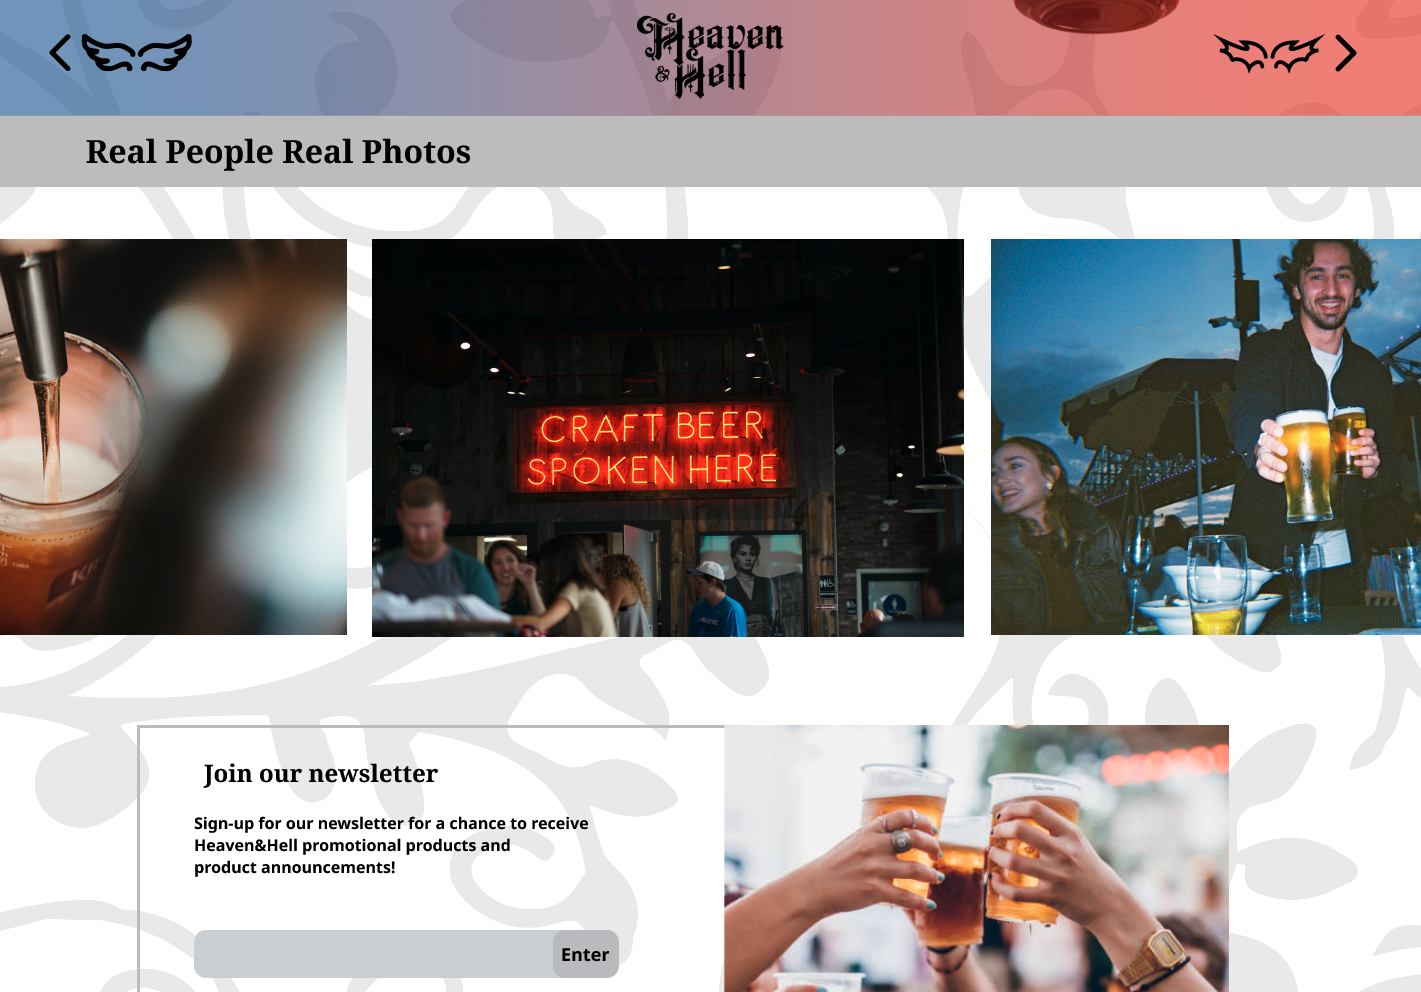 Heaven
& Hell
Real People Real Photos
CRAFT BEER
SPOKEN HERE
Join our newsletter
Sign-up for our newsletter for a chance to receive
Heaven&Hell promotional products and
product announcements!
Enter